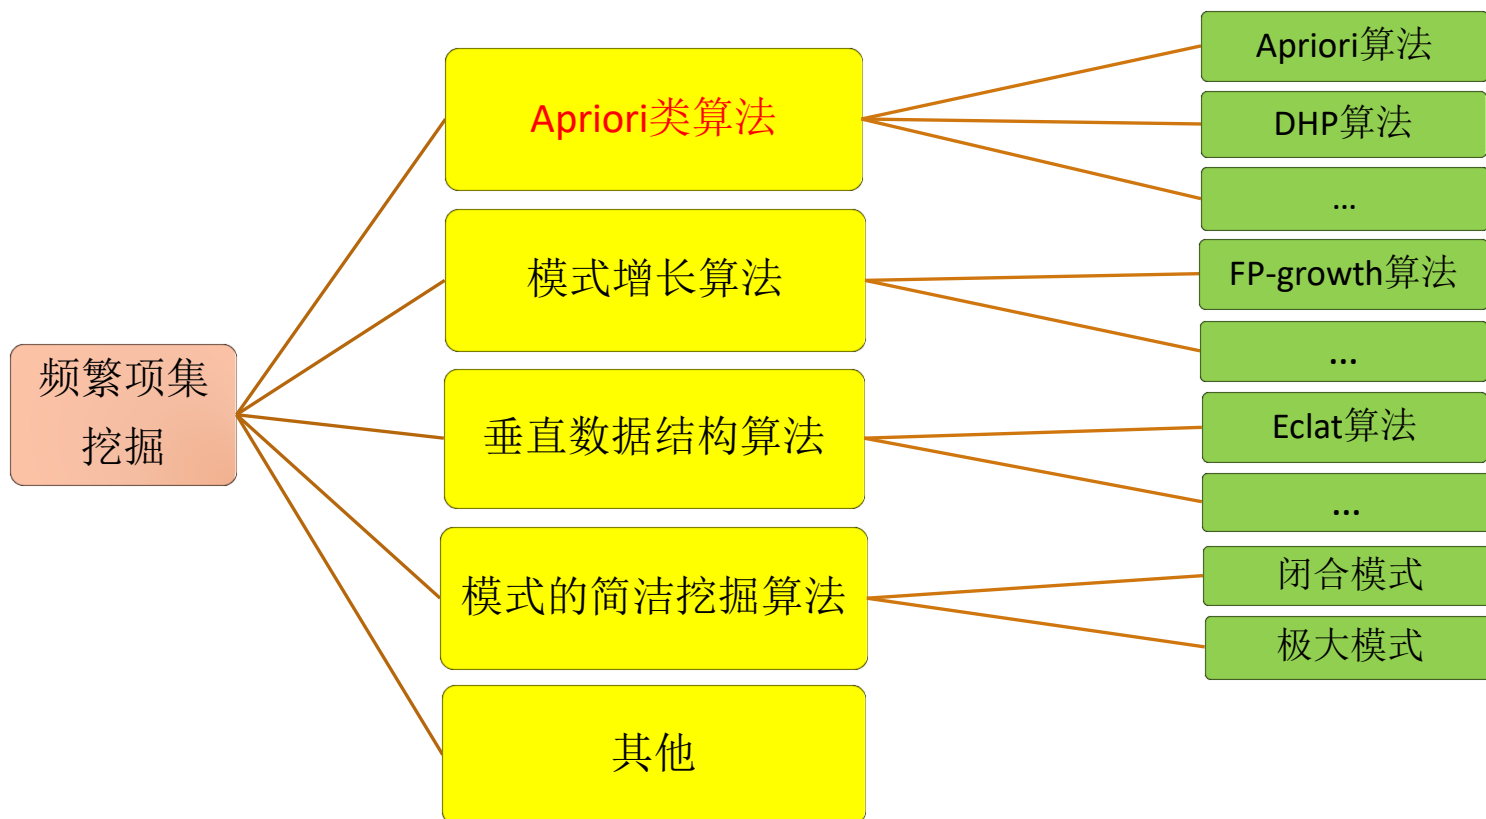 频繁项集
挖掘
Apriori类算法
模式增长算法
垂直数据结构算法
模式的简洁挖掘算法
其他
Apriori算法
DHP算法
...
FP-growth算法
...
Eclat算法
...
闭合模式
极大模式